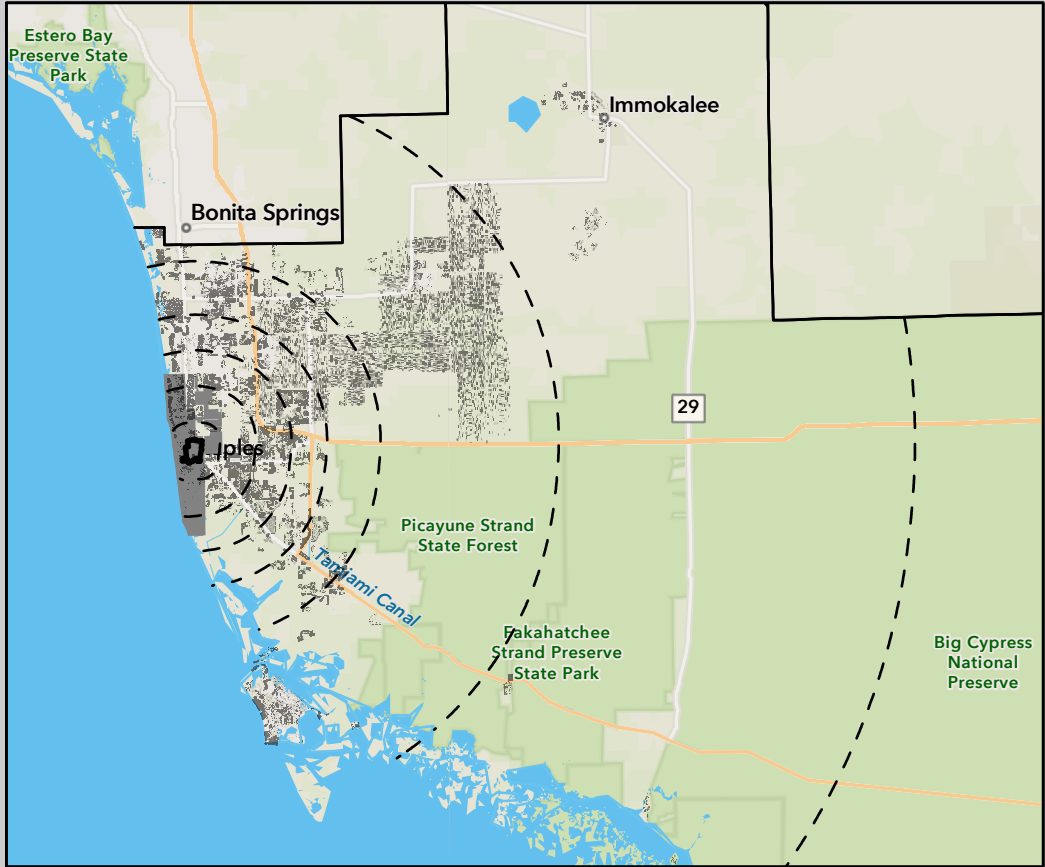 Estero Bay
Preserve State
Park
Immokalee
Bonita Springs
29
ples
Picayune Strand
State Forest
Tamiami Canal
Fakahatchee
Strand Preserve
State Park
Big Cypress
National
Preserve